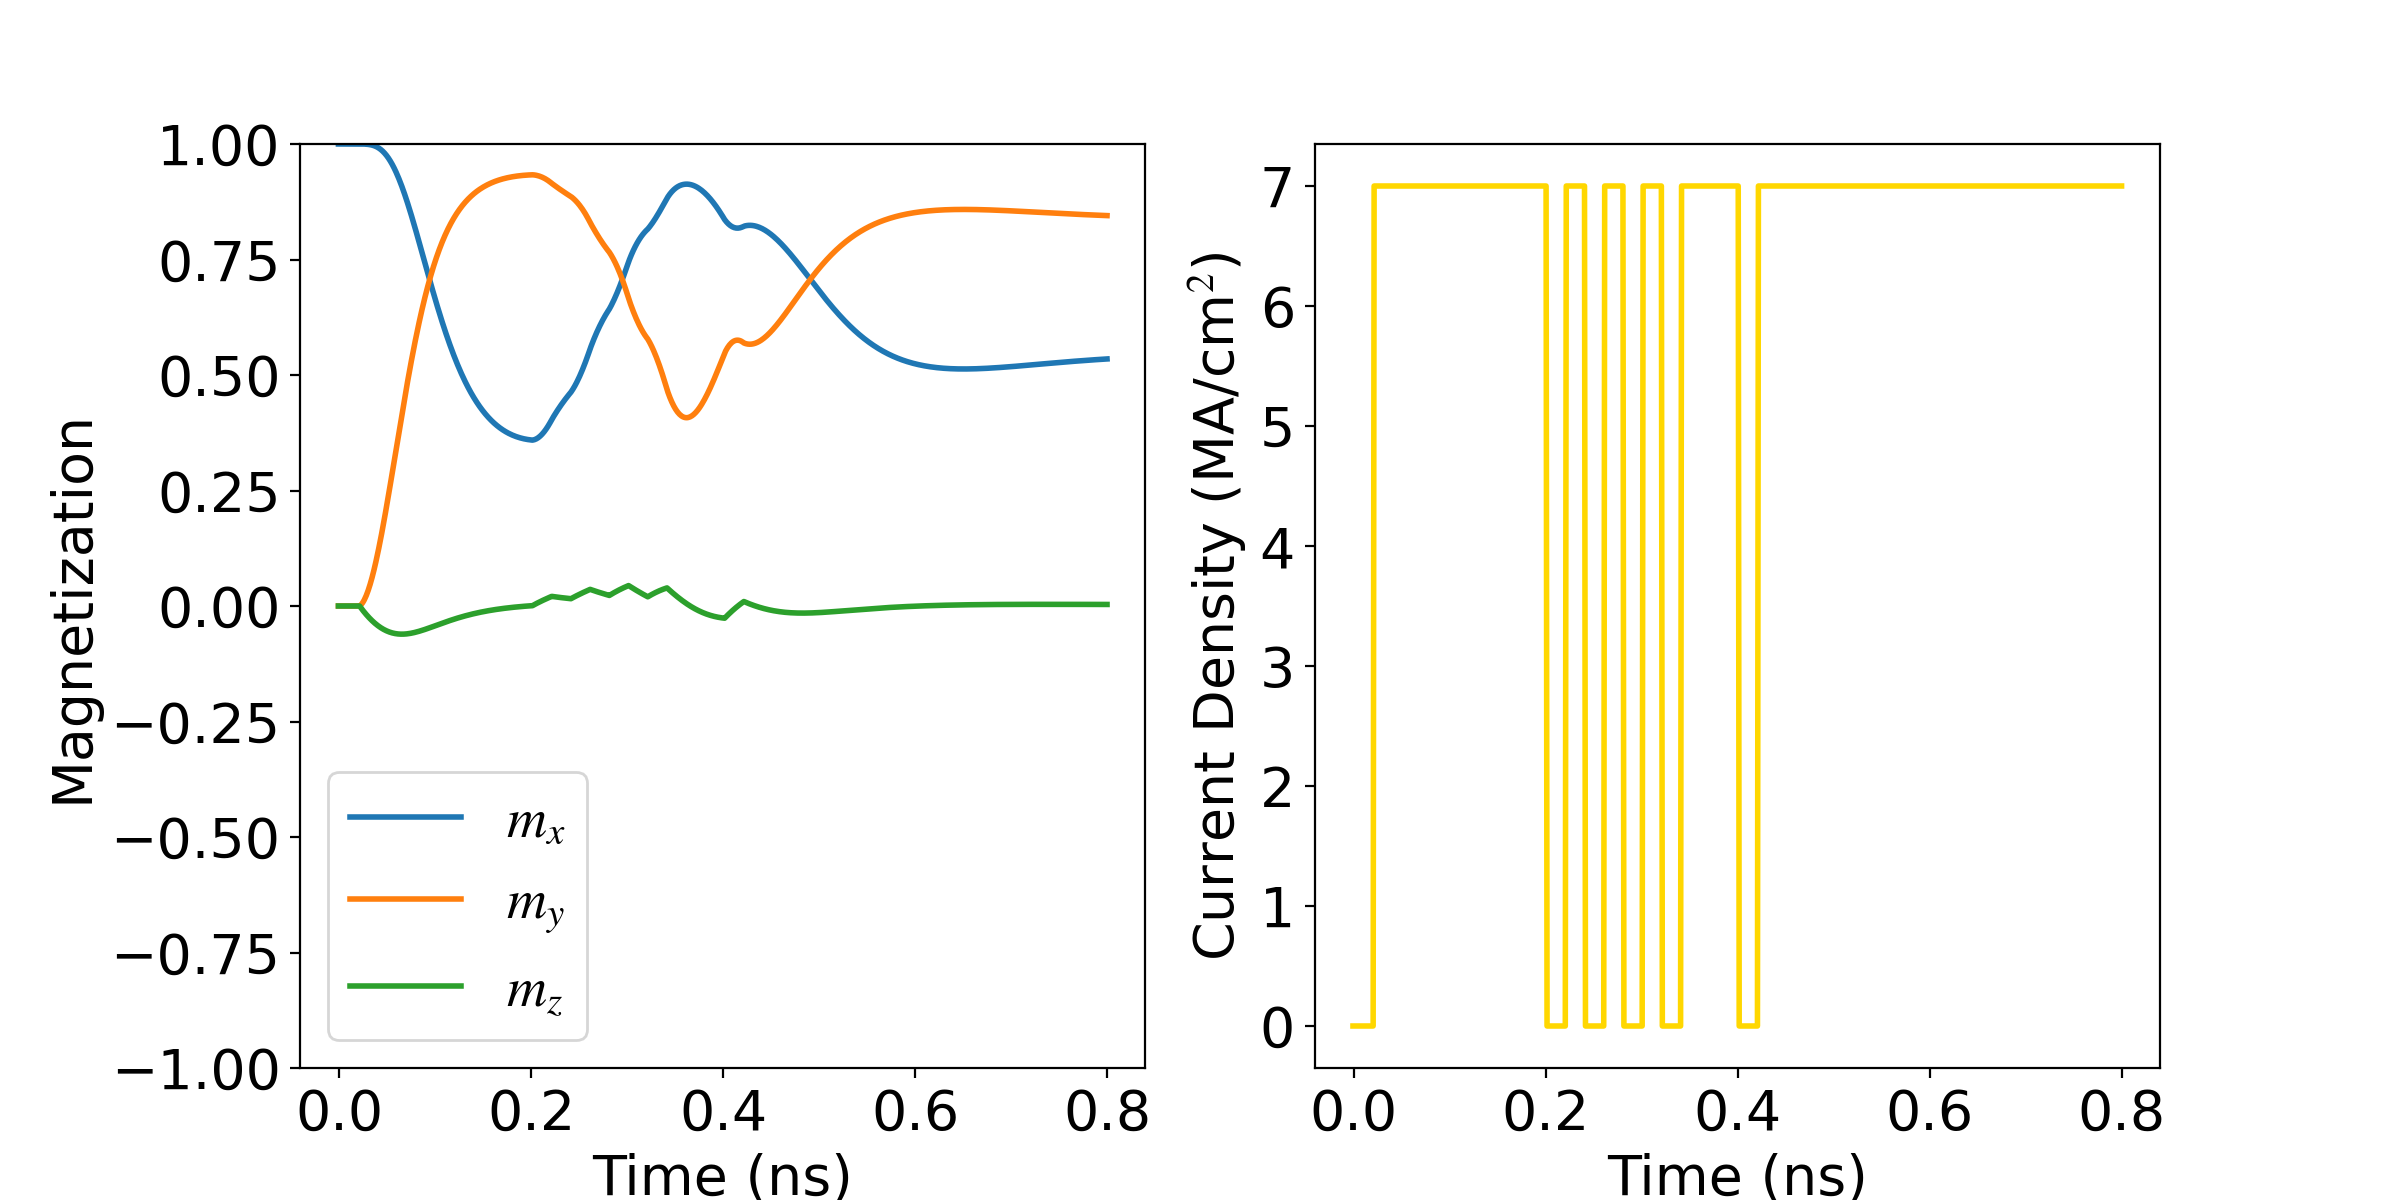 Magnetization
1.00
0.75
0.50
0.25
0.00
−0.25
−0.50
−0.75
−1.00
m_x
m_y
m_z
0.0 0.2 0.4 0.6 0.8
Time (ns)
Current Density (MA/cm²)
7
6
5
4
3
2
1
0
0.0 0.2 0.4 0.6 0.8
Time (ns)